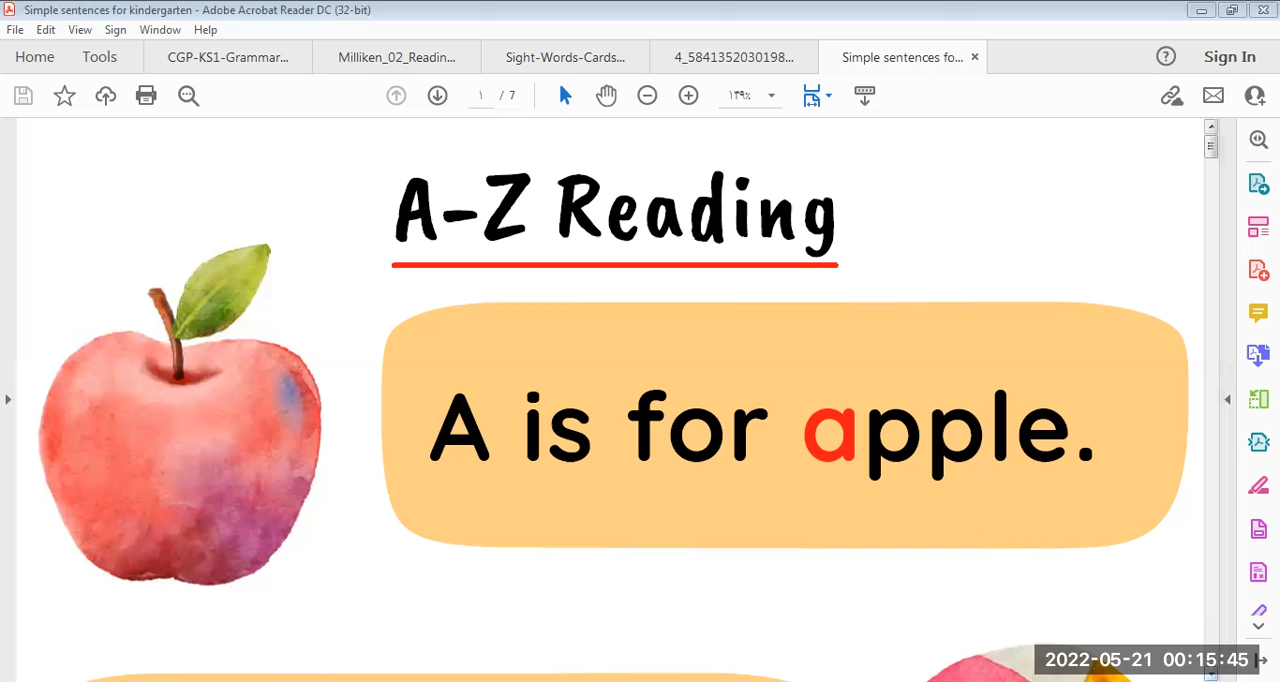 Simple sentences for kindergarten - Adobe Acrobat Reader DC (32-bit)
File Edit View Sign Window Help
Home Tools CGP-KS1-Grammar... Milliken_02_Readin... Sight-Words-Cards... 4_5841352030198... Simple sentences fo... × ? Sign In
١ / 7 ١٣٩%
A-Z Reading
A is for apple.
2022-05-21 00:15:45